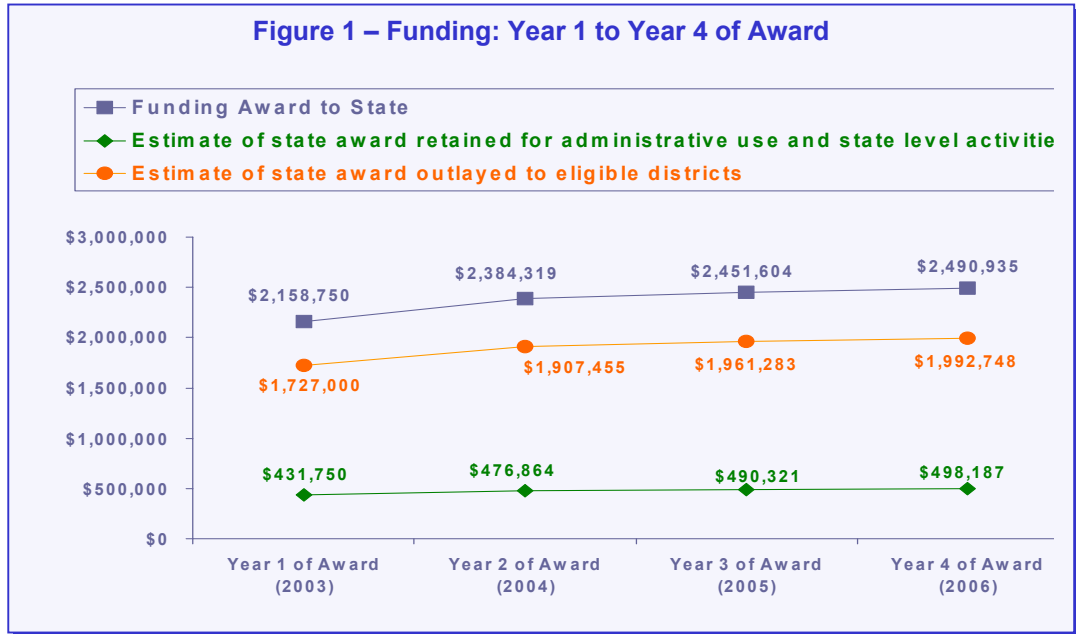 Figure 1 – Funding: Year 1 to Year 4 of Award
Funding Award to State
Estimate of state award retained for administrative use and state level activitie
Estimate of state award outlayed to eligible districts
$3,000,000
$2,500,000
$2,000,000
$1,500,000
$1,000,000
$500,000
$0
$2,158,750
$2,384,319
$2,451,604
$2,490,935
$1,727,000
$1,907,455
$1,961,283
$1,992,748
$431,750
$476,864
$490,321
$498,187
Year 1 of Award
(2003)
Year 2 of Award
(2004)
Year 3 of Award
(2005)
Year 4 of Award
(2006)